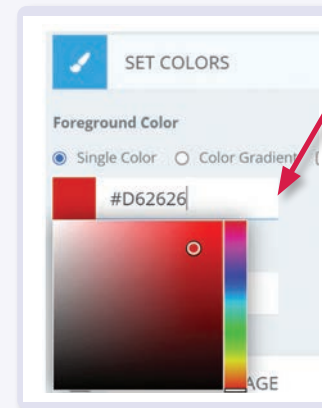 SET COLORS
Foreground Color
Single Color Color Gradient
#D62626
AGE